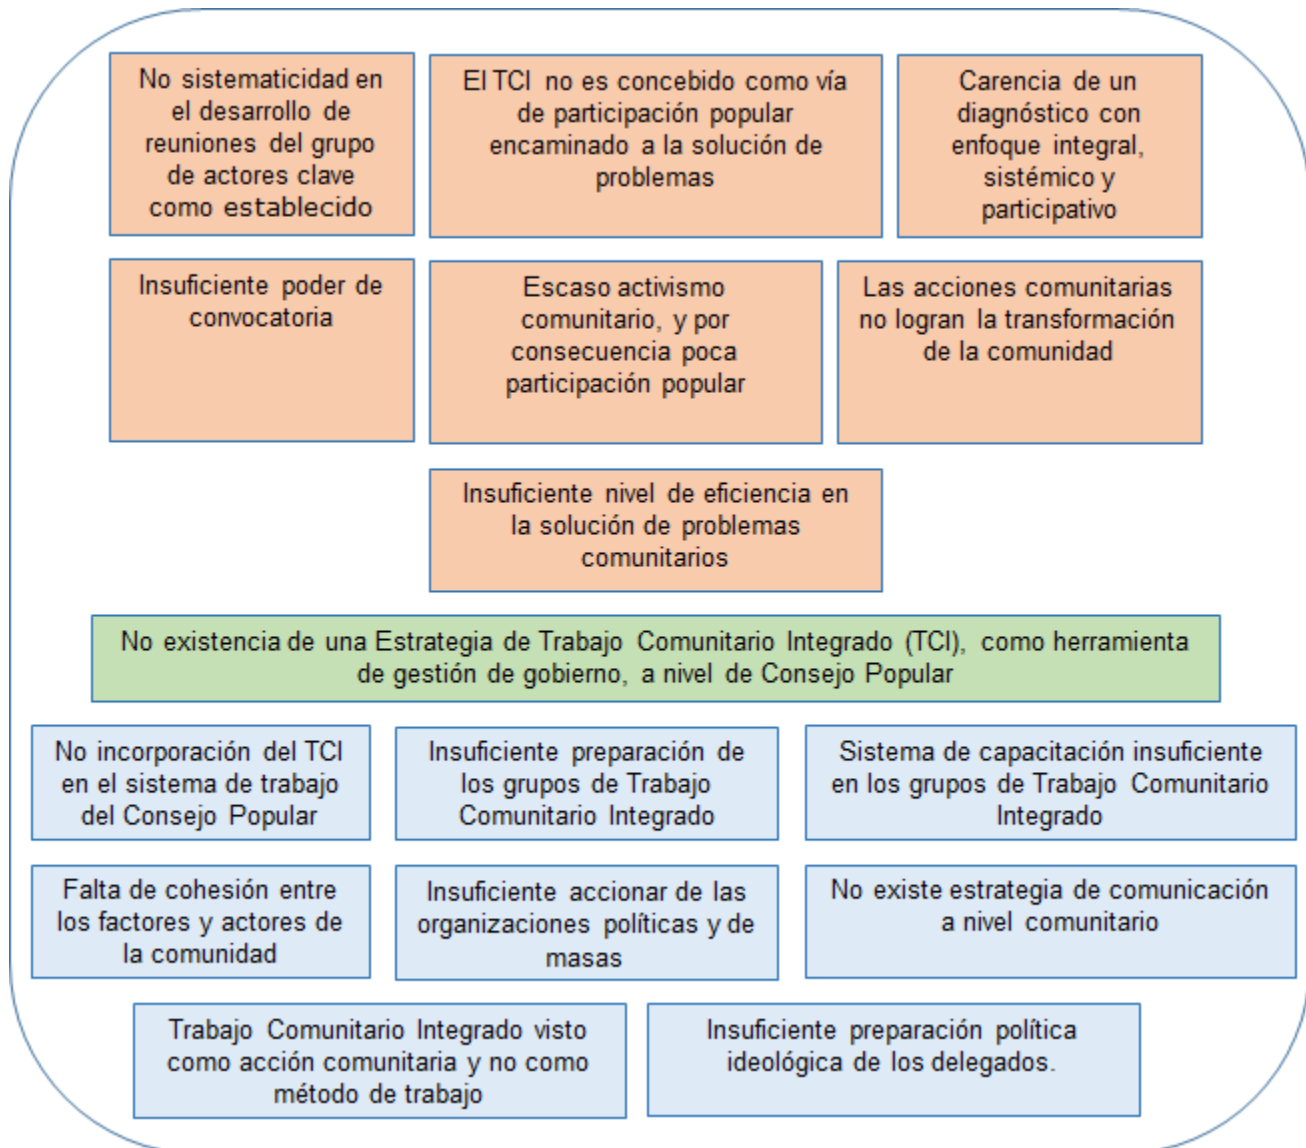 No sistematicidad en
el desarrollo de
reuniones del grupo
de actores clave
como establecido
El TCI no es concebido como vía
de participación popular
encaminado a la solución de
problemas
Carencia de un
diagnóstico con
enfoque integral,
sistémico y
participativo
Insuficiente poder de
convocatoria
Escaso activismo
comunitario, y por
consecuencia poca
participación popular
Las acciones comunitarias
no logran la transformación
de la comunidad
Insuficiente nivel de eficiencia en
la solución de problemas
comunitarios
No existencia de una Estrategia de Trabajo Comunitario Integrado (TCI), como herramienta
de gestión de gobierno, a nivel de Consejo Popular
No incorporación del TCI
en el sistema de trabajo
del Consejo Popular
Insuficiente preparación de
los grupos de Trabajo
Comunitario Integrado
Sistema de capacitación insuficiente
en los grupos de Trabajo Comunitario
Integrado
Falta de cohesión entre
los factores y actores de
la comunidad
Insuficiente accionar de las
organizaciones políticas y de
masas
No existe estrategia de comunicación
a nivel comunitario
Trabajo Comunitario Integrado visto
como acción comunitaria y no como
método de trabajo
Insuficiente preparación política
ideológica de los delegados.